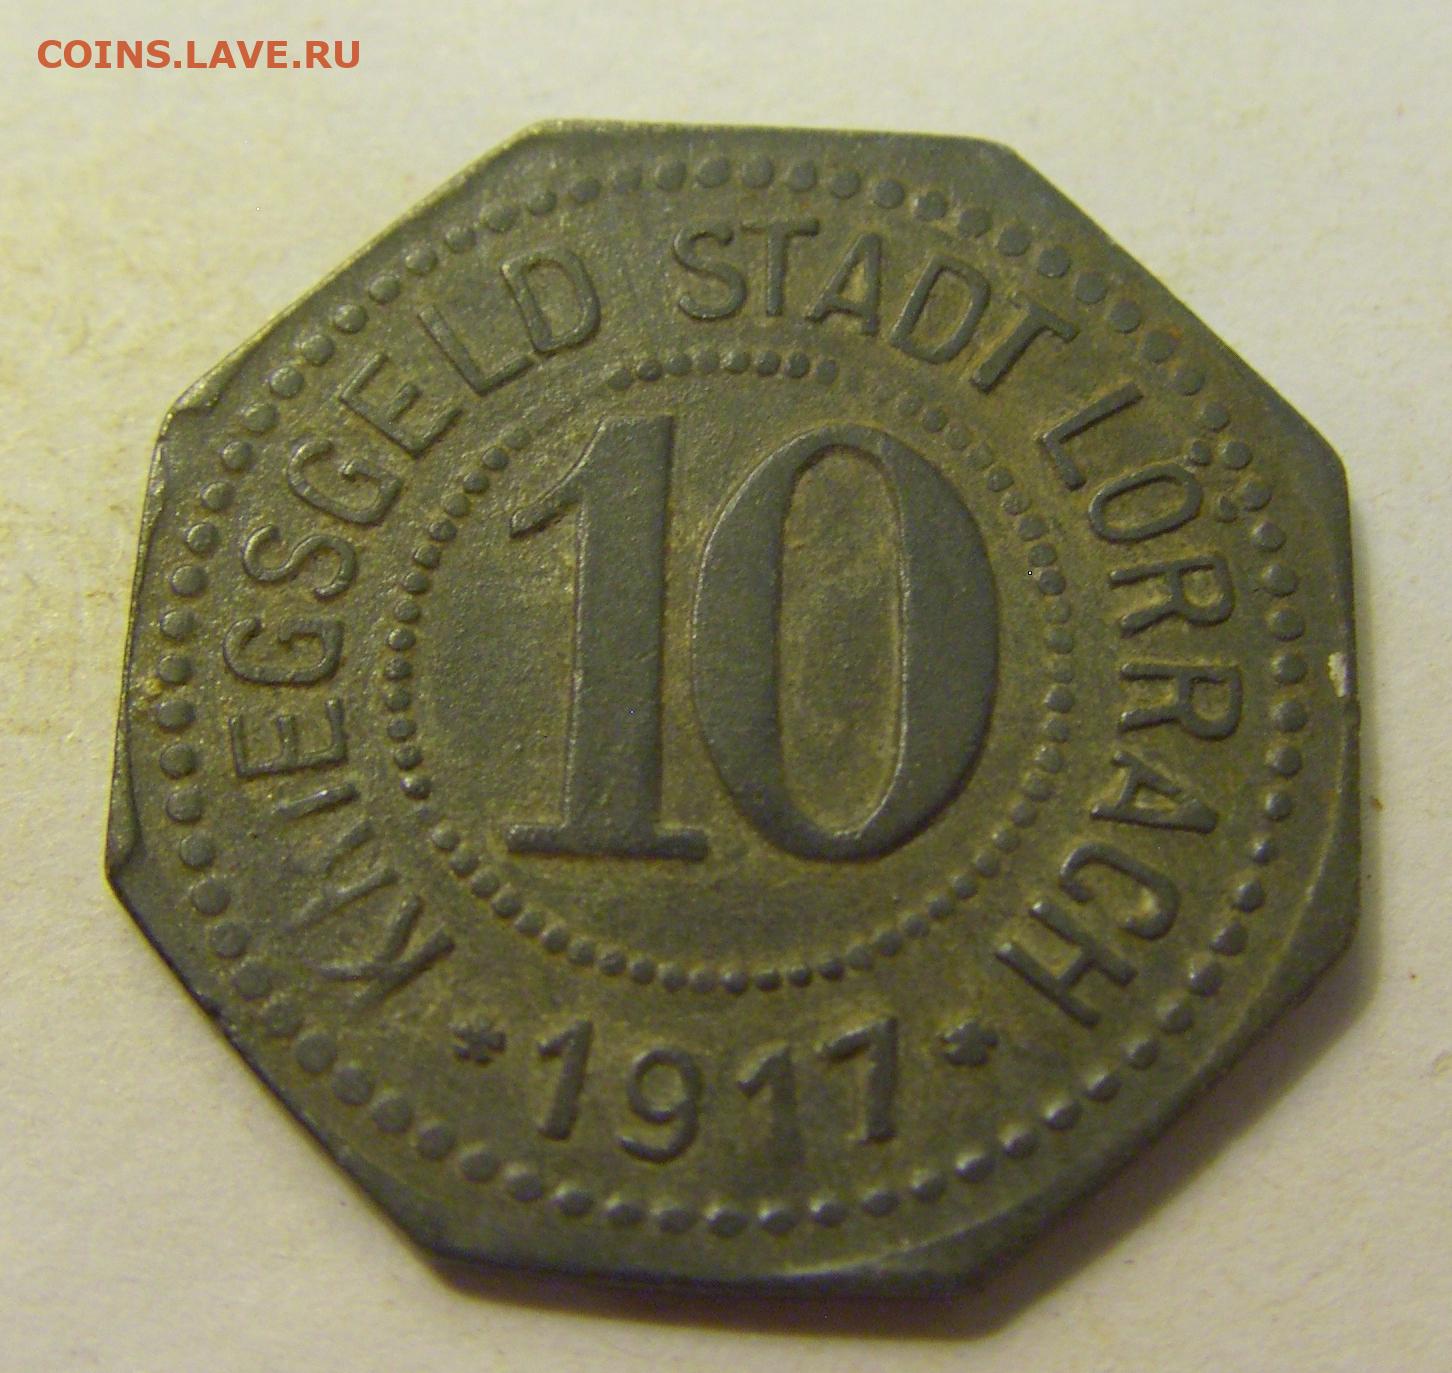 COINS.LAVE.RU
KRIEGSGELD STADT LÖRRACH
10
* 1917 *